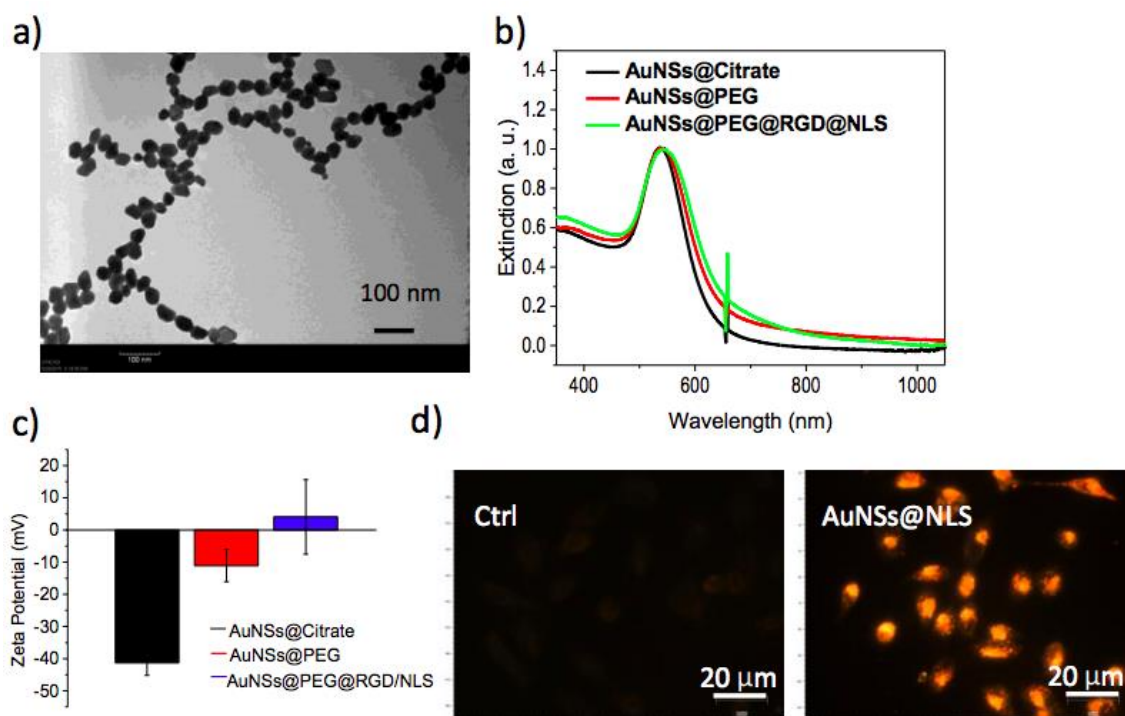 a)
100 nm
100 nm
b)
AuNSs@Citrate
AuNSs@PEG
AuNSs@PEG@RGD@NLS
Extinction (a. u.)
1.4
1.2
1.0
0.8
0.6
0.4
0.2
0.0
400 600 800 1000
Wavelength (nm)
c)
Zeta Potential (mV)
20
10
0
-10
-20
-30
-40
-50
AuNSs@Citrate
AuNSs@PEG
AuNSs@PEG@RGD/NLS
d)
Ctrl
20 μm
AuNSs@NLS
20 μm